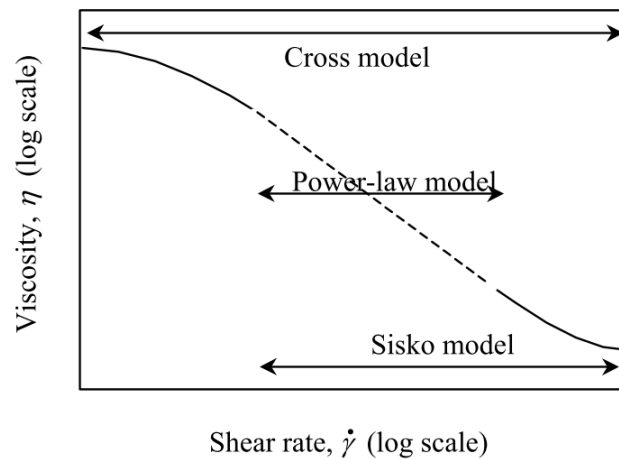 Cross model
Power-law model
Sisko model
Viscosity, η (log scale)
Shear rate, γ̇ (log scale)